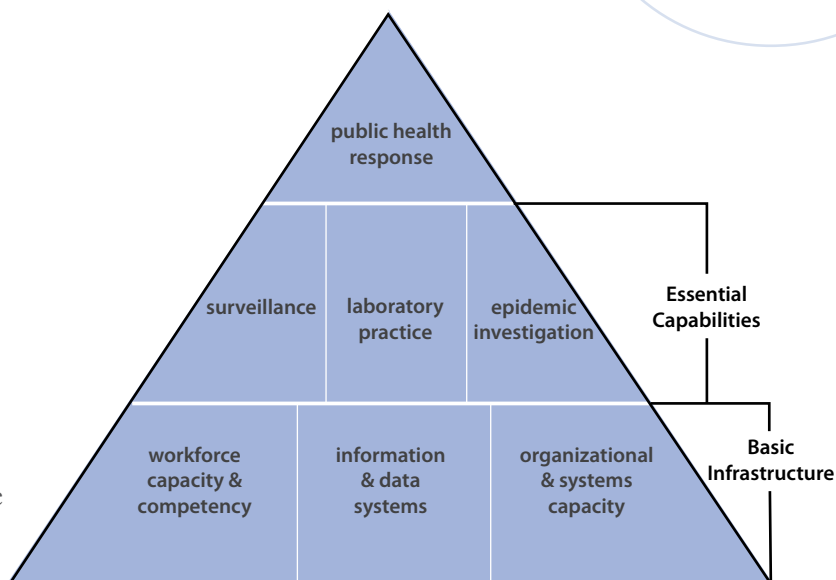 public health
response
surveillance
laboratory
practice
epidemic
investigation
Essential
Capabilities
workforce
capacity &
competency
information
& data
systems
organizational
& systems
capacity
Basic
Infrastructure